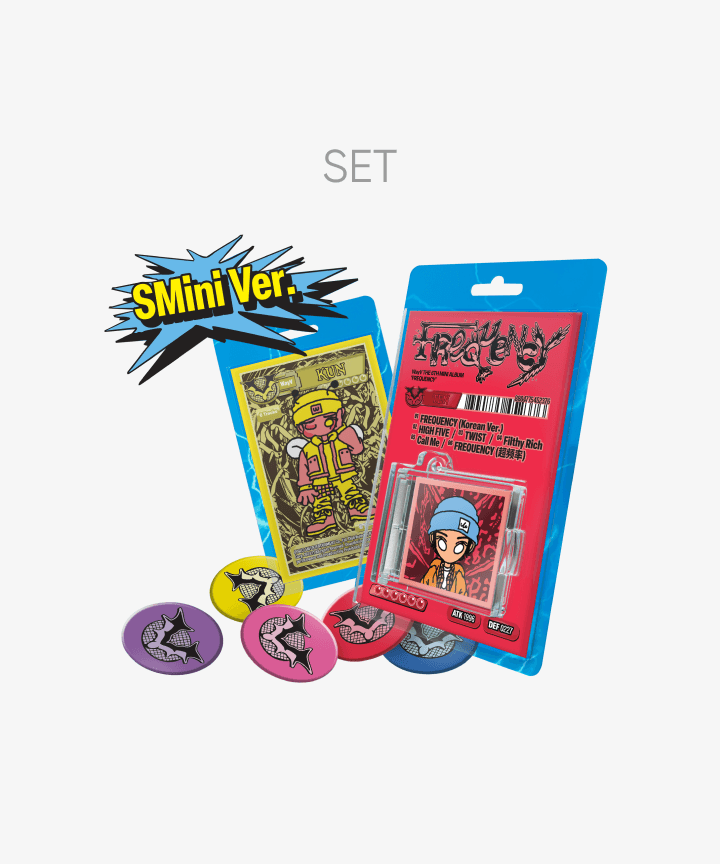 SET
SMini Ver.
WayV
KUN
FREQUENCY
WayV THE 6TH MINI ALBUM
'FREQUENCY'
01 FREQUENCY (Korean Ver.)
02 HIGH FIVE / 03 TWIST / 04 Filthy Rich
05 Call Me / 06 FREQUENCY (超频率)
ATK 1996
DEF 0227